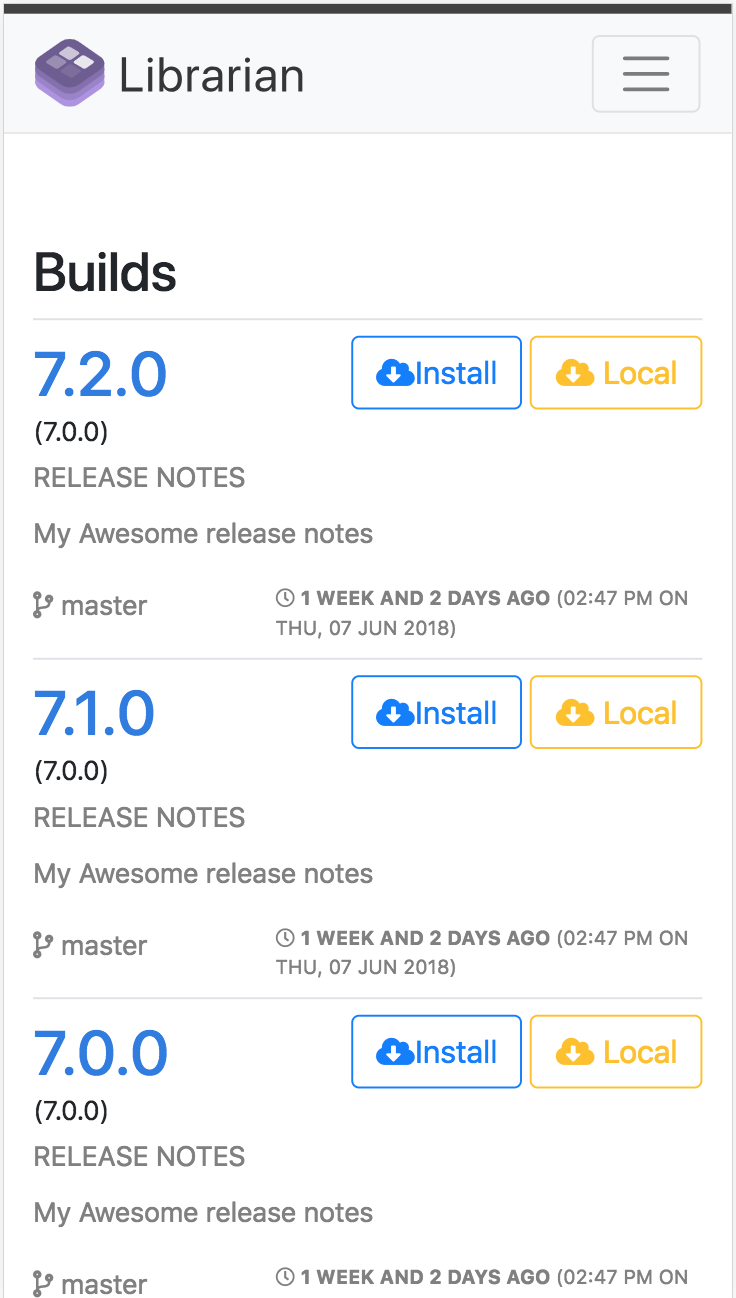 Librarian
Builds
7.2.0
Install
Local
(7.0.0)
RELEASE NOTES
My Awesome release notes
master
1 WEEK AND 2 DAYS AGO (02:47 PM ON
THU, 07 JUN 2018)
7.1.0
Install
Local
(7.0.0)
RELEASE NOTES
My Awesome release notes
master
1 WEEK AND 2 DAYS AGO (02:47 PM ON
THU, 07 JUN 2018)
7.0.0
Install
Local
(7.0.0)
RELEASE NOTES
My Awesome release notes
master
1 WEEK AND 2 DAYS AGO (02:47 PM ON